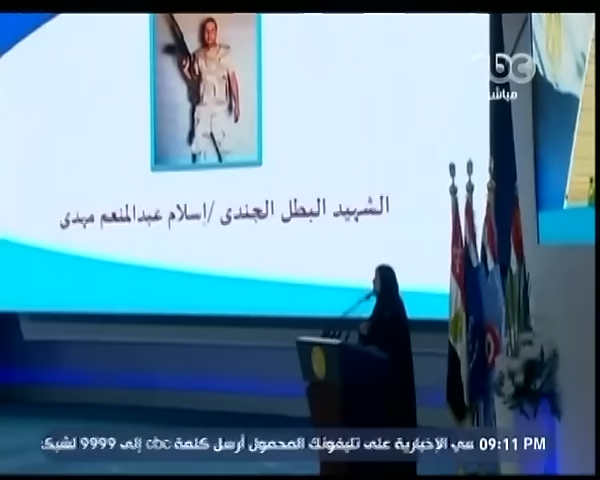 cbc
مباشر
الشهيد البطل الجندى /إسلام عبدالمنعم مهدى
سي الإخبارية على تليفونك المحمول أرسل كلمة cbc إلى 9999 لشبك
09:11 PM